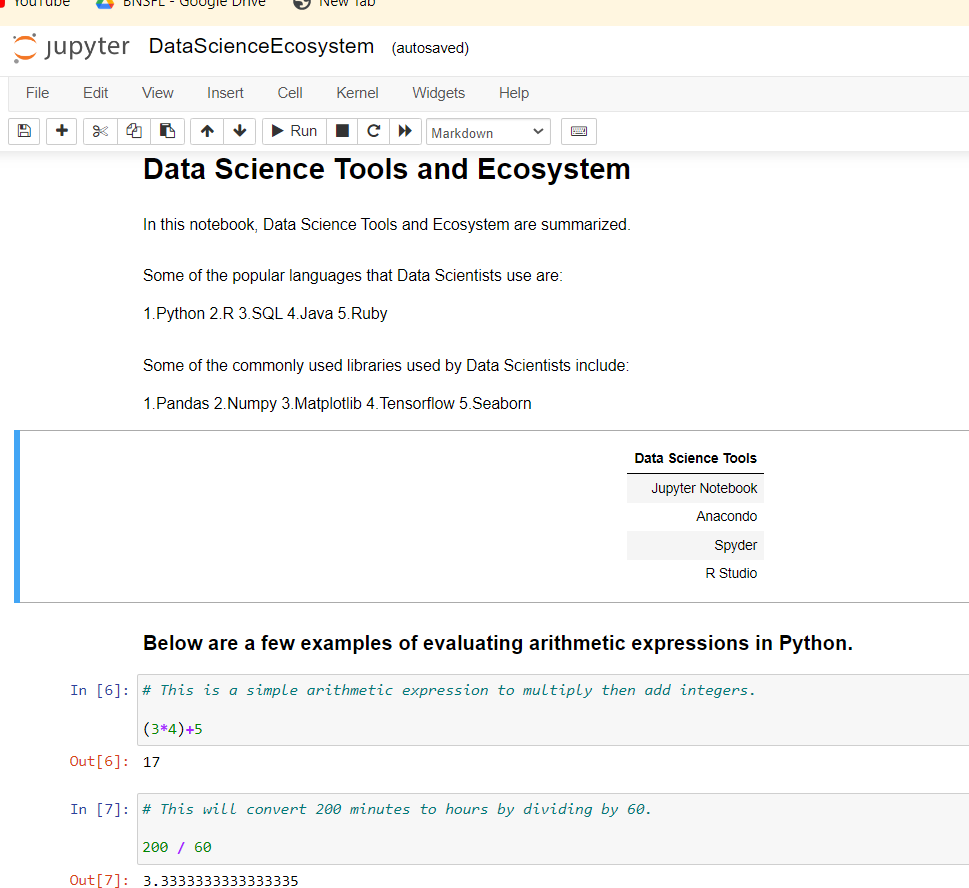 YouTube BNSFL - Google Drive New Tab
jupyter DataScienceEcosystem (autosaved)
File Edit View Insert Cell Kernel Widgets Help
Run Markdown
Data Science Tools and Ecosystem
In this notebook, Data Science Tools and Ecosystem are summarized.
Some of the popular languages that Data Scientists use are:
1.Python 2.R 3.SQL 4.Java 5.Ruby
Some of the commonly used libraries used by Data Scientists include:
1.Pandas 2.Numpy 3.Matplotlib 4.Tensorflow 5.Seaborn
Data Science Tools
Jupyter Notebook
Anacondo
Spyder
R Studio
Below are a few examples of evaluating arithmetic expressions in Python.
In [6]: # This is a simple arithmetic expression to multiply then add integers.
(3*4)+5
Out[6]: 17
In [7]: # This will convert 200 minutes to hours by dividing by 60.
200 / 60
Out[7]: 3.3333333333333335